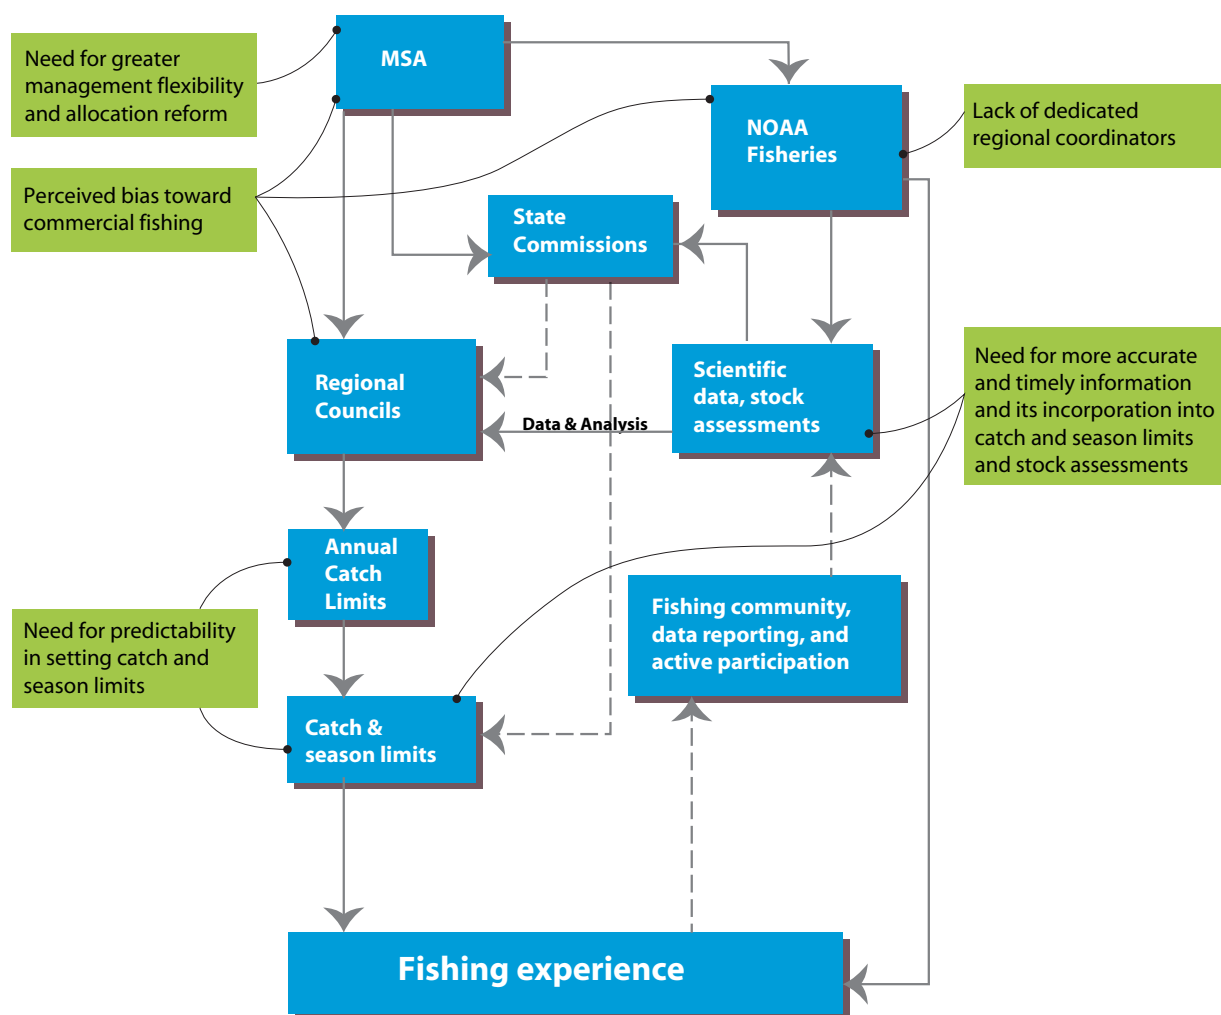 Need for greater
management flexibility
and allocation reform
MSA
NOAA
Fisheries
Lack of dedicated
regional coordinators
Perceived bias toward
commercial fishing
State
Commissions
Regional
Councils
Data & Analysis
Scientific
data, stock
assessments
Need for more accurate
and timely information
and its incorporation into
catch and season limits
and stock assessments
Annual
Catch
Limits
Fishing community,
data reporting, and
active participation
Need for predictability
in setting catch and
season limits
Catch &
season limits
Fishing experience